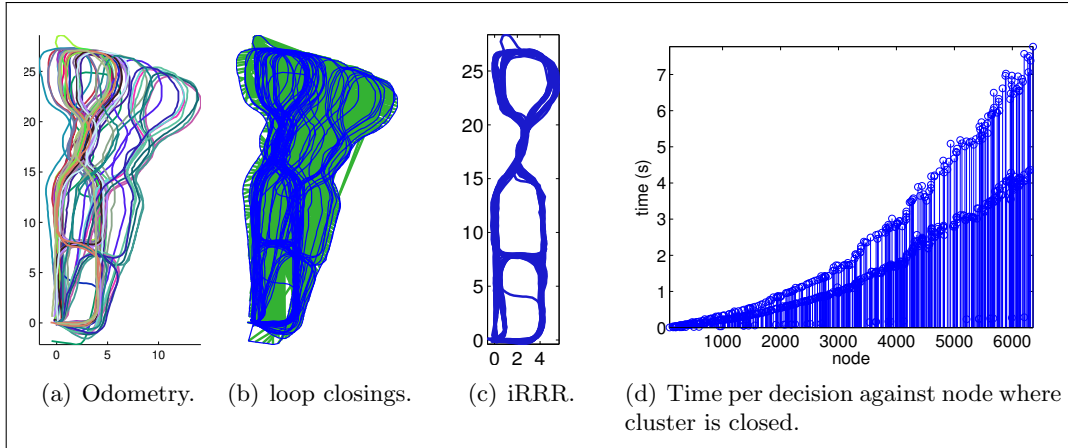 25
20
15
10
5
0
0 5 10
25
20
15
10
5
0
0 2 4
7
6
5
4
3
2
1
0
time (s)
1000 2000 3000 4000 5000 6000
node
(a) Odometry.
(b) loop closings.
(c) iRRR.
(d) Time per decision against node where
cluster is closed.